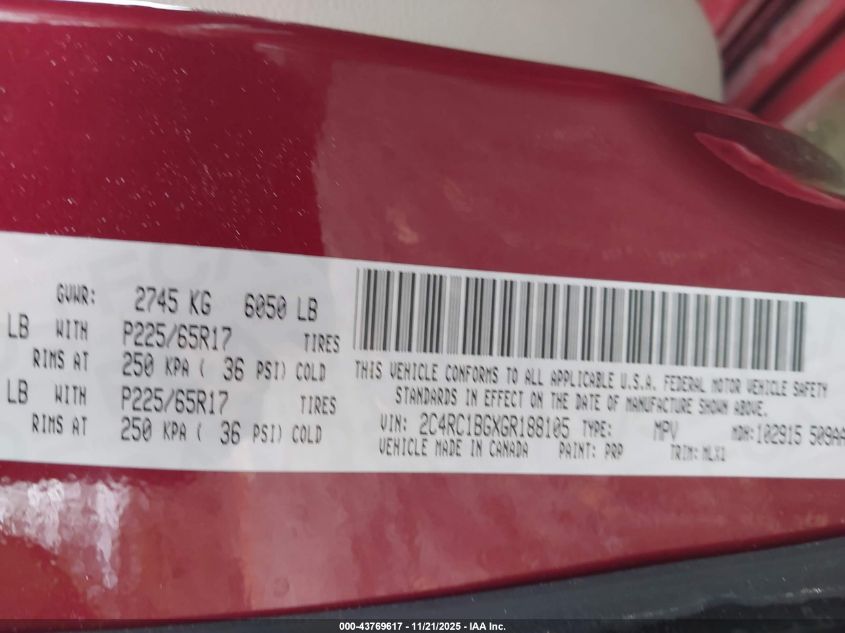 GVWR: 2745 KG 6050 LB
LB WITH P225/65R17 TIRES
RIMS AT 250 KPA ( 36 PSI) COLD
LB WITH P225/65R17 TIRES
RIMS AT 250 KPA ( 36 PSI) COLD
THIS VEHICLE CONFORMS TO ALL APPLICABLE U.S.A. FEDERAL MOTOR VEHICLE SAFETY
STANDARDS IN EFFECT ON THE DATE OF MANUFACTURE SHOWN ABOVE.
VIN: 2C4RC1BGXGR188105 TYPE: MPV MDH:102915 509AA
VEHICLE MADE IN CANADA PAINT: PRP TRIM: MLX1
000-43769617 - 11/21/2025 - IAA Inc.